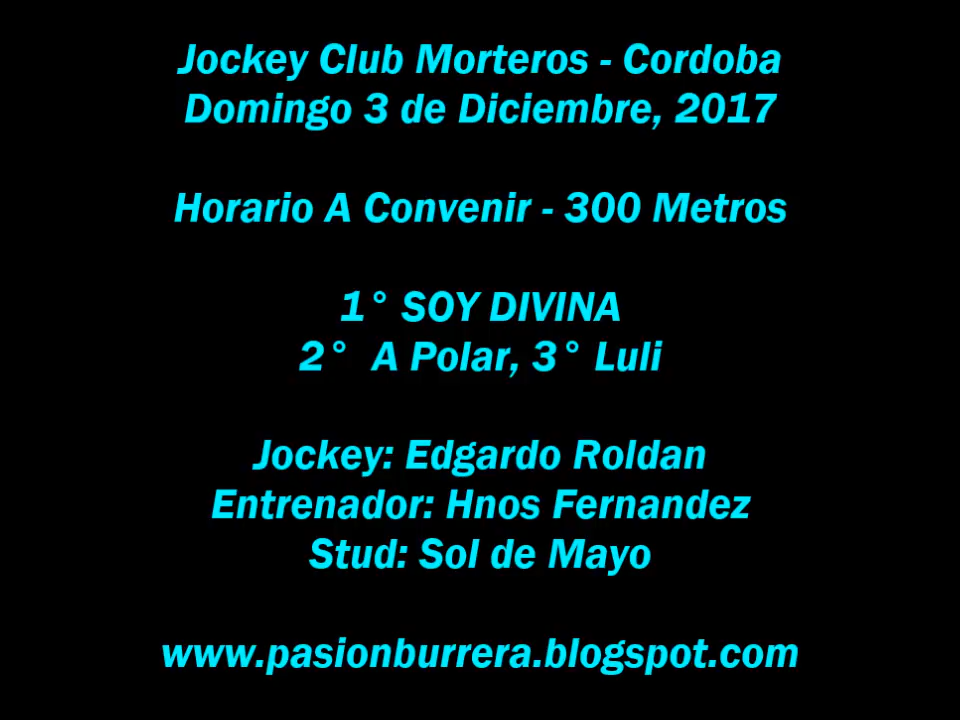 Jockey Club Morteros - Cordoba
Domingo 3 de Diciembre, 2017
Horario A Convenir - 300 Metros
1° SOY DIVINA
2° A Polar, 3° Luli
Jockey: Edgardo Roldan
Entrenador: Hnos Fernandez
Stud: Sol de Mayo
www.pasionburrera.blogspot.com